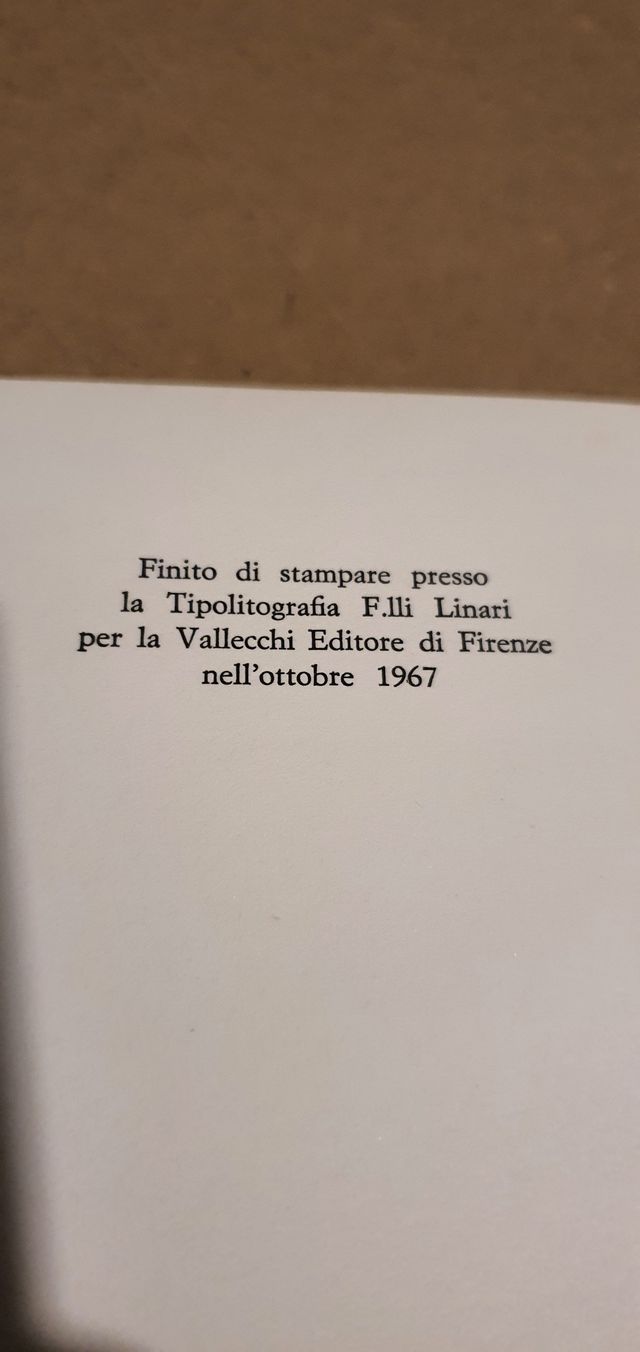 Finito di stampare presso
la Tipolitografia F.lli Linari
per la Vallecchi Editore di Firenze
nell'ottobre 1967